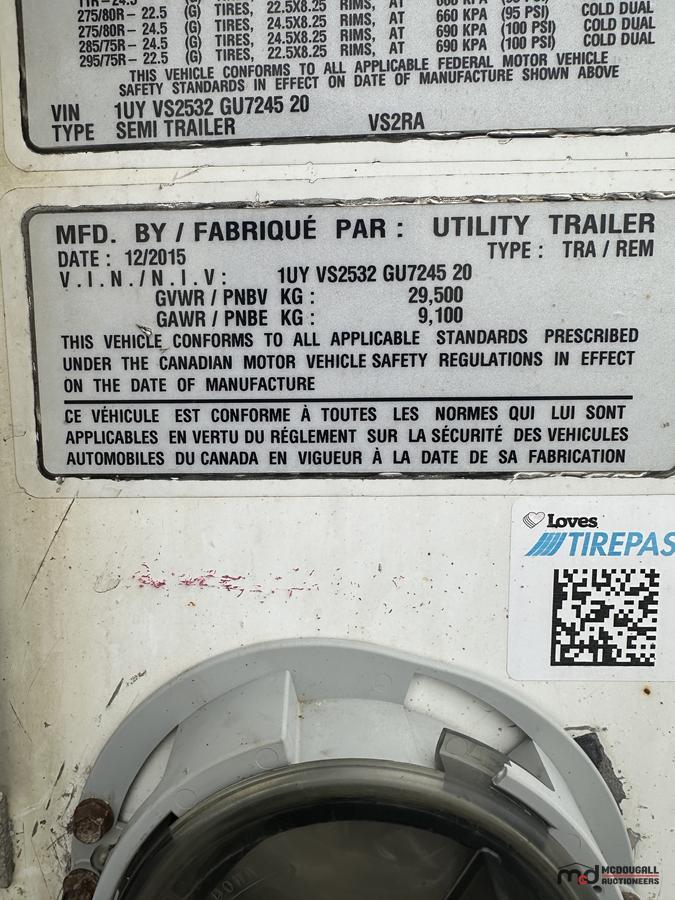 275/80R – 22.5 (G) TIRES, 22.5X8.25 RIMS, AT 660 KPA (95 PSI) COLD DUAL
275/80R – 24.5 (G) TIRES, 24.5X8.25 RIMS, AT 660 KPA (95 PSI) COLD DUAL
285/75R – 24.5 (G) TIRES, 24.5X8.25 RIMS, AT 690 KPA (100 PSI) COLD DUAL
295/75R – 22.5 (G) TIRES, 22.5X8.25 RIMS, AT 690 KPA (100 PSI) COLD DUAL
THIS VEHICLE CONFORMS TO ALL APPLICABLE FEDERAL MOTOR VEHICLE
SAFETY STANDARDS IN EFFECT ON DATE OF MANUFACTURE SHOWN ABOVE
VIN 1UY VS2532 GU7245 20
TYPE SEMI TRAILER VS2RA
MFD. BY / FABRIQUÉ PAR : UTILITY TRAILER
DATE : 12/2015 TYPE : TRA / REM
V.I.N./N.I.V: 1UY VS2532 GU7245 20
GVWR / PNBV KG : 29,500
GAWR / PNBE KG : 9,100
THIS VEHICLE CONFORMS TO ALL APPLICABLE STANDARDS PRESCRIBED
UNDER THE CANADIAN MOTOR VEHICLE SAFETY REGULATIONS IN EFFECT
ON THE DATE OF MANUFACTURE
CE VÉHICULE EST CONFORME À TOUTES LES NORMES QUI LUI SONT
APPLICABLES EN VERTU DU RÉGLEMENT SUR LA SÉCURITÉ DES VEHICULES
AUTOMOBILES DU CANADA EN VIGUEUR À LA DATE DE SA FABRICATION
Loves
TIREPAS
mcd MCDOUGALL
AUCTIONEERS